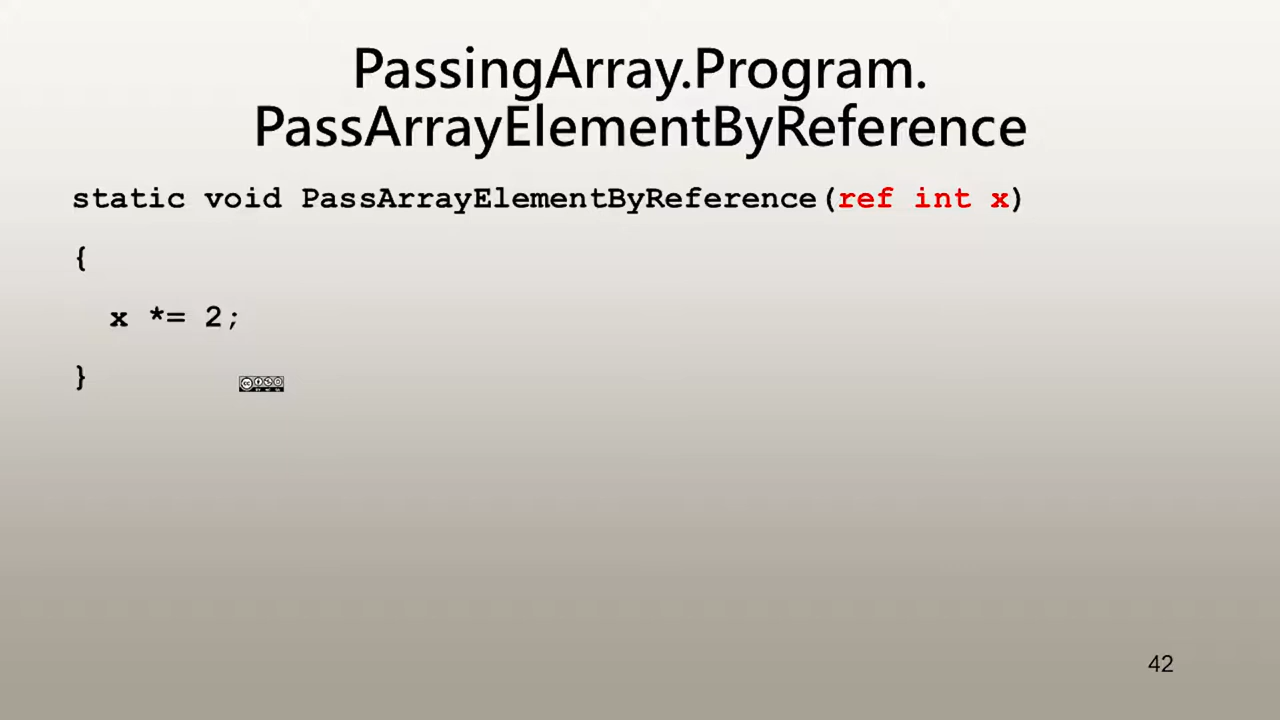 PassingArray.Program.
PassArrayElementByReference
static void PassArrayElementByReference(ref int x)
{
  x *= 2;
}
42